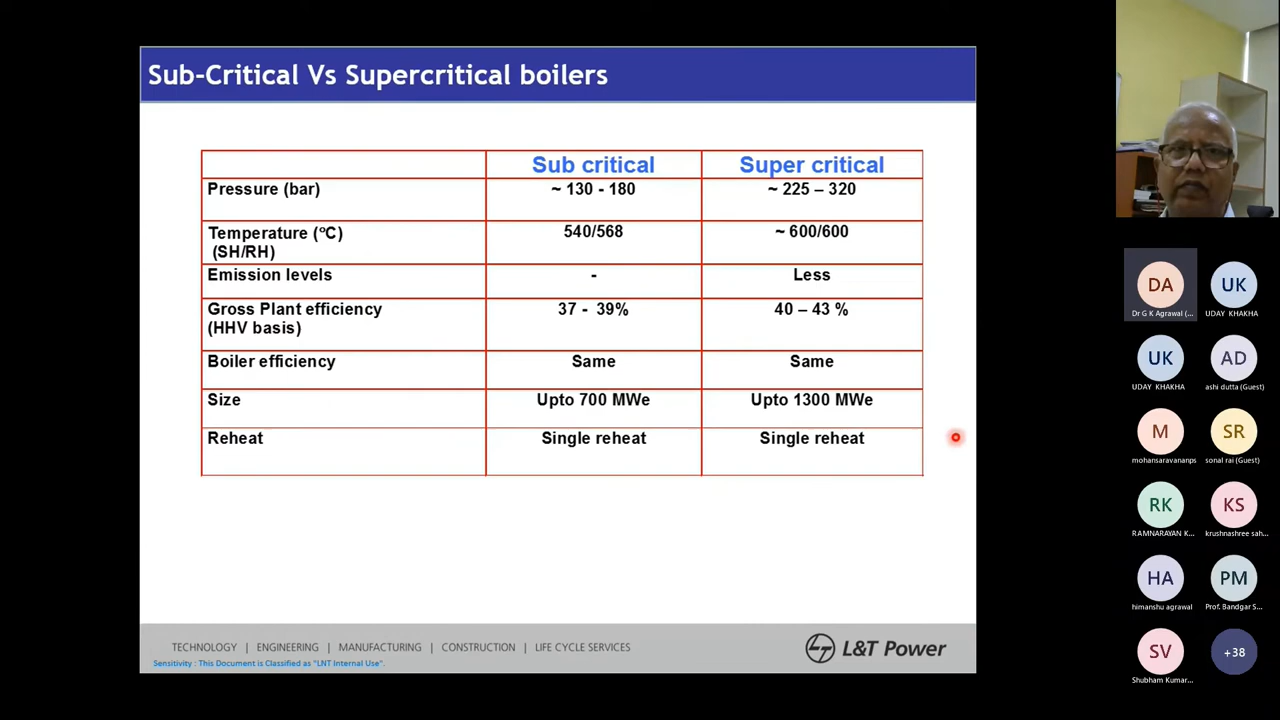 Sub-Critical Vs Supercritical boilers
Sub critical Super critical
Pressure (bar) ~ 130 - 180 ~ 225 – 320
Temperature (ºC) 540/568 ~ 600/600
(SH/RH)
Emission levels - Less
Gross Plant efficiency 37 - 39% 40 – 43 %
(HHV basis)
Boiler efficiency Same Same
Size Upto 700 MWe Upto 1300 MWe
Reheat Single reheat Single reheat
TECHNOLOGY | ENGINEERING | MANUFACTURING | CONSTRUCTION | LIFE CYCLE SERVICES
Sensitivity : This Document is Classified as "LNT Internal Use".
L&T Power
DA UK
Dr G K Agrawal (... UDAY KHAKHA
UK AD
UDAY KHAKHA ashi dutta (Guest)
M SR
mohansaravananps sonal rai (Guest)
RK KS
RAMNARAYAN K... krushnashree sah...
HA PM
himanshu agrawal Prof. Bandgar S...
SV +38
Shubham Kumar...